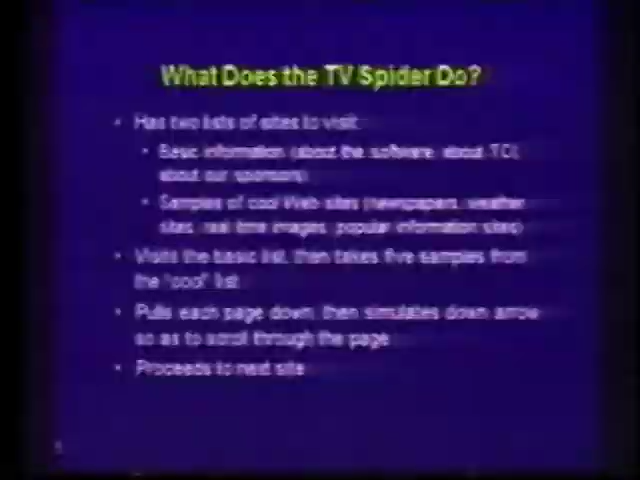 What Does the TV Spider Do?
• Has two lists of sites to visit:
• Basic information (about the software, about TCI,
about our sponsors)
• Samples of cool Web sites (newspapers, weather
sites, real time images, popular information sites)
• Visits the basic list, then takes five samples from
the "cool" list
• Pulls each page down, then simulates down arrow
so as to scroll through the page
• Proceeds to next site